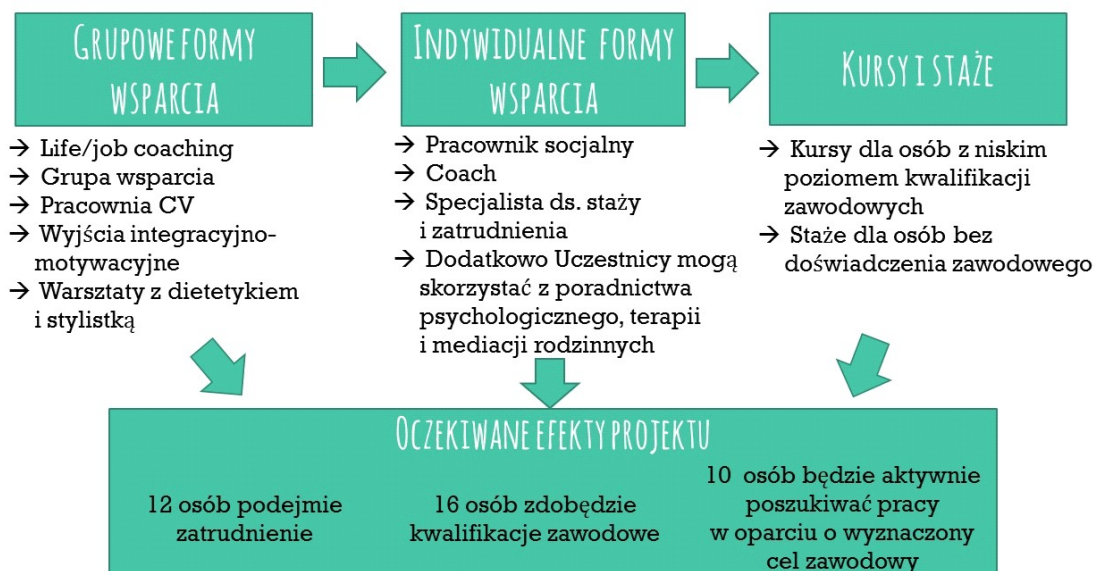 GRUPOWE FORMY
WSPARCIA
→ Life/job coaching
→ Grupa wsparcia
→ Pracownia CV
→ Wyjścia integracyjno-
motywacyjne
→ Warsztaty z dietetykiem
i stylistką
INDYWIDUALNE FORMY
WSPARCIA
→ Pracownik socjalny
→ Coach
→ Specjalista ds. staży
i zatrudnienia
→ Dodatkowo Uczestnicy mogą
skorzystać z poradnictwa
psychologicznego, terapii
i mediacji rodzinnych
KURSY I STAŻE
→ Kursy dla osób z niskim
poziomem kwalifikacji
zawodowych
→ Staże dla osób bez
doświadczenia zawodowego
OCZEKIWANE EFEKTY PROJEKTU
12 osób podejmie
zatrudnienie
16 osób zdobędzie
kwalifikacje zawodowe
10 osób będzie aktywnie
poszukiwać pracy
w oparciu o wyznaczony
cel zawodowy